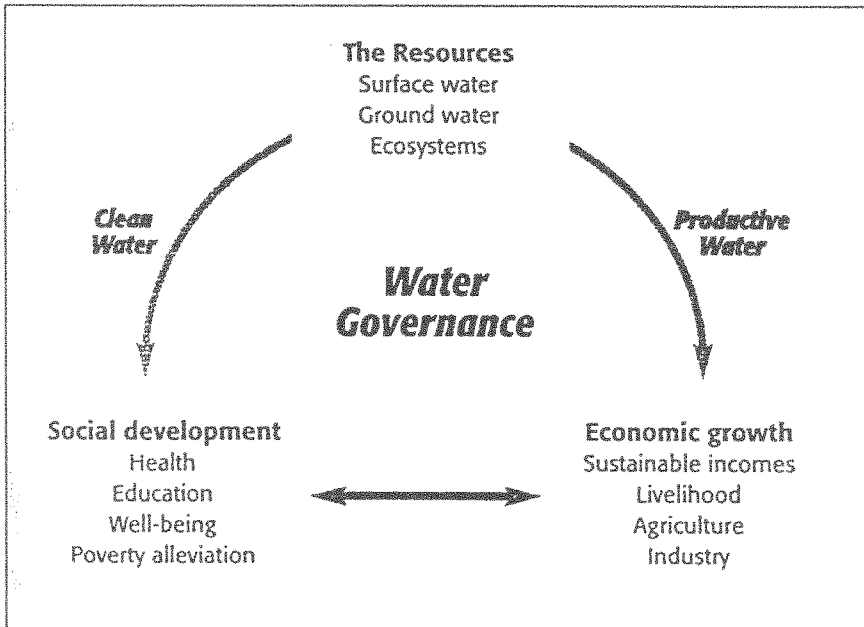 The Resources
Surface water
Ground water
Ecosystems
Clean
Water
Productive
Water
Water
Governance
Social development
Health
Education
Well-being
Poverty alleviation
Economic growth
Sustainable incomes
Livelihood
Agriculture
Industry